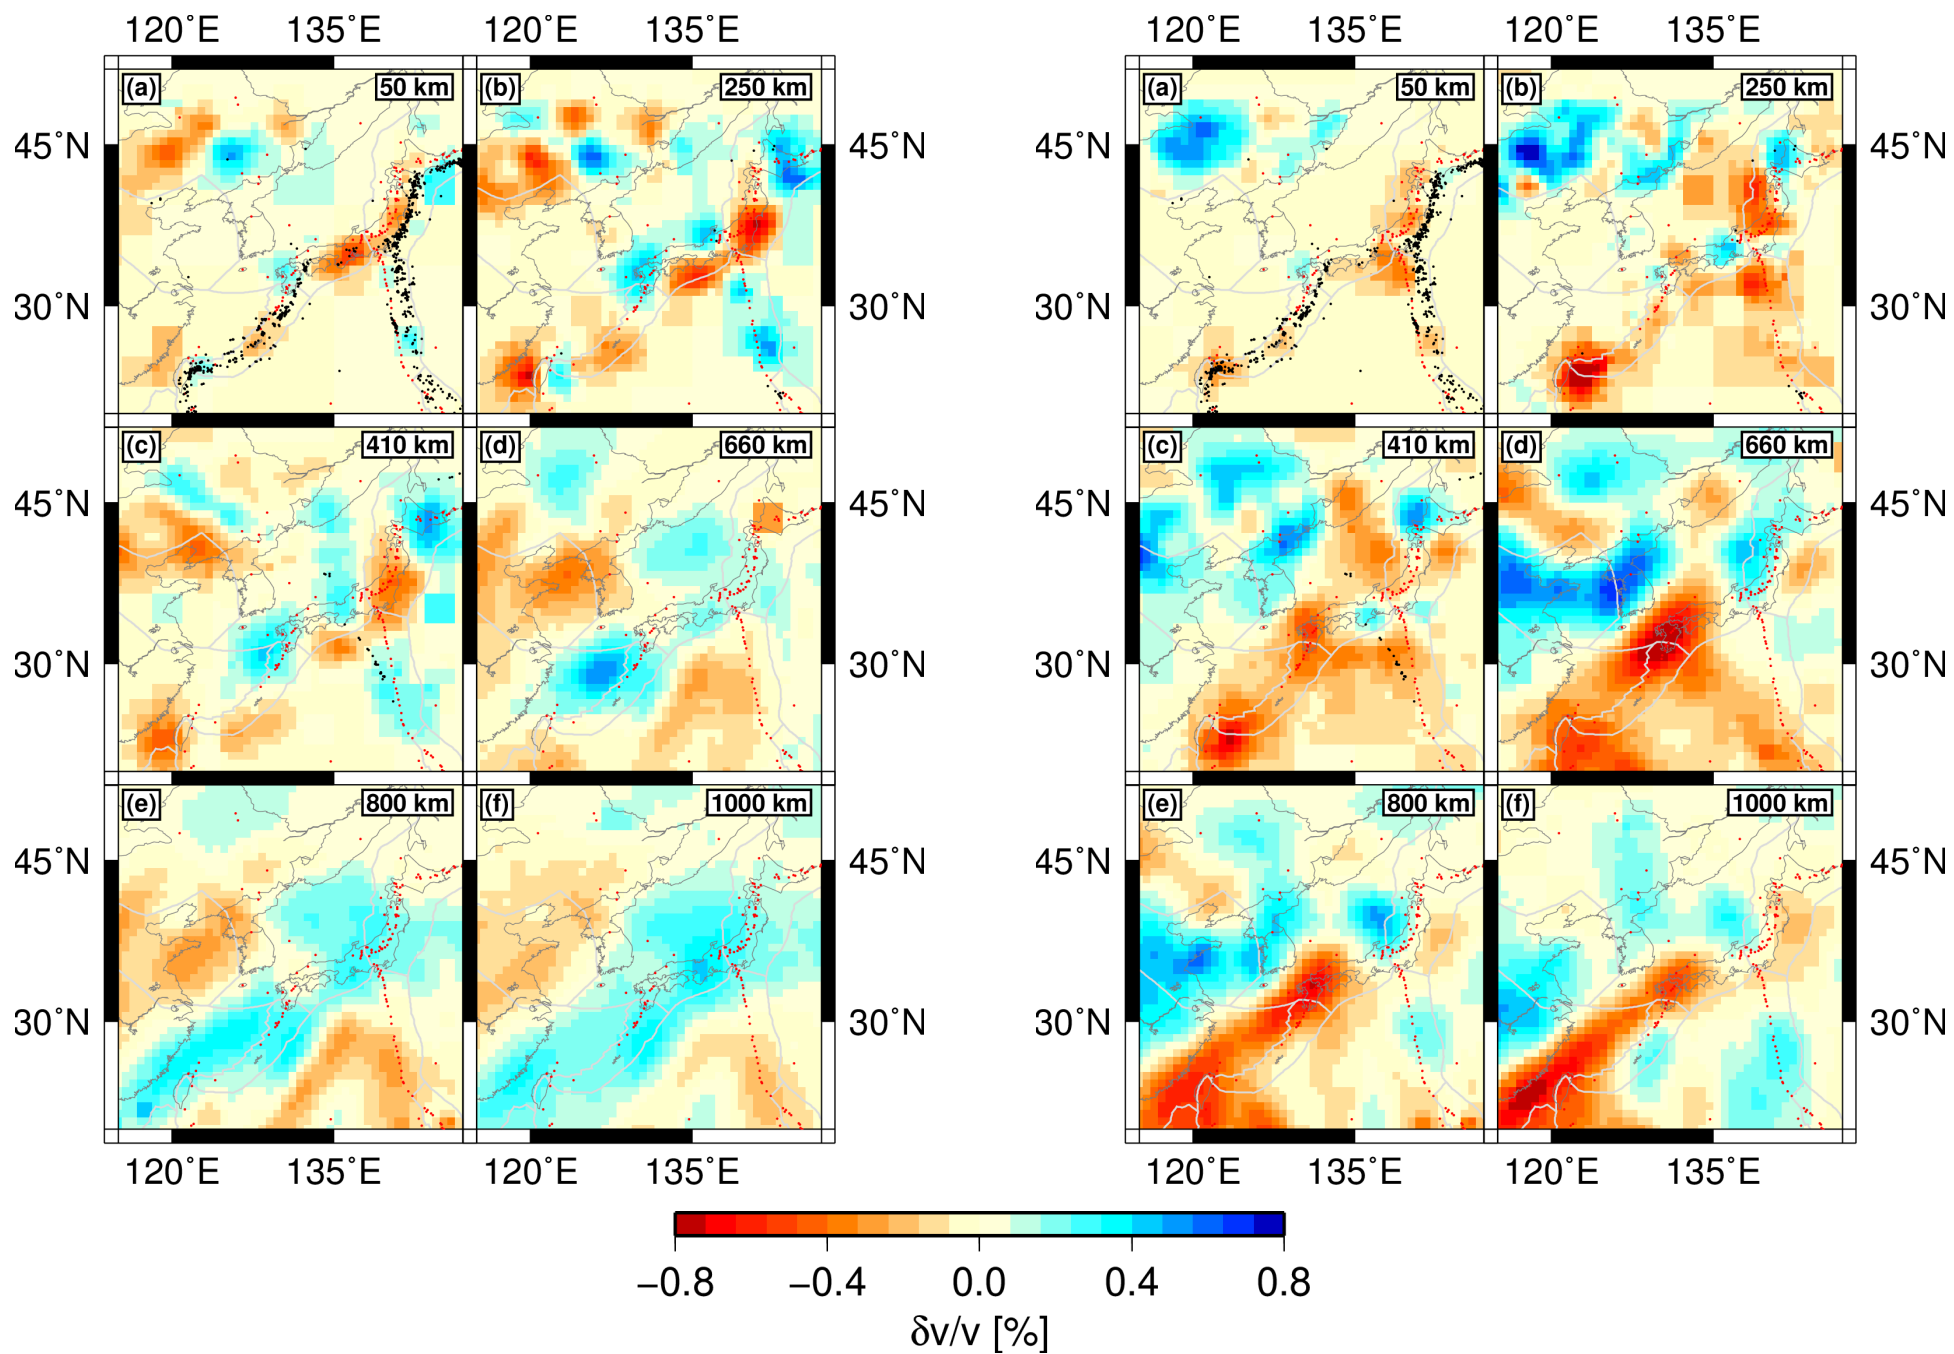 120˚E 135˚E 120˚E 135˚E 120˚E 135˚E 120˚E 135˚E
(a) 50 km (b) 250 km (a) 50 km (b) 250 km
45˚N 45˚N 45˚N 45˚N
30˚N 30˚N 30˚N 30˚N
(c) 410 km (d) 660 km (c) 410 km (d) 660 km
45˚N 45˚N 45˚N 45˚N
30˚N 30˚N 30˚N 30˚N
(e) 800 km (f) 1000 km (e) 800 km (f) 1000 km
45˚N 45˚N 45˚N 45˚N
30˚N 30˚N 30˚N 30˚N
120˚E 135˚E 120˚E 135˚E 120˚E 135˚E 120˚E 135˚E
−0.8 −0.4 0.0 0.4 0.8
δv/v [%]